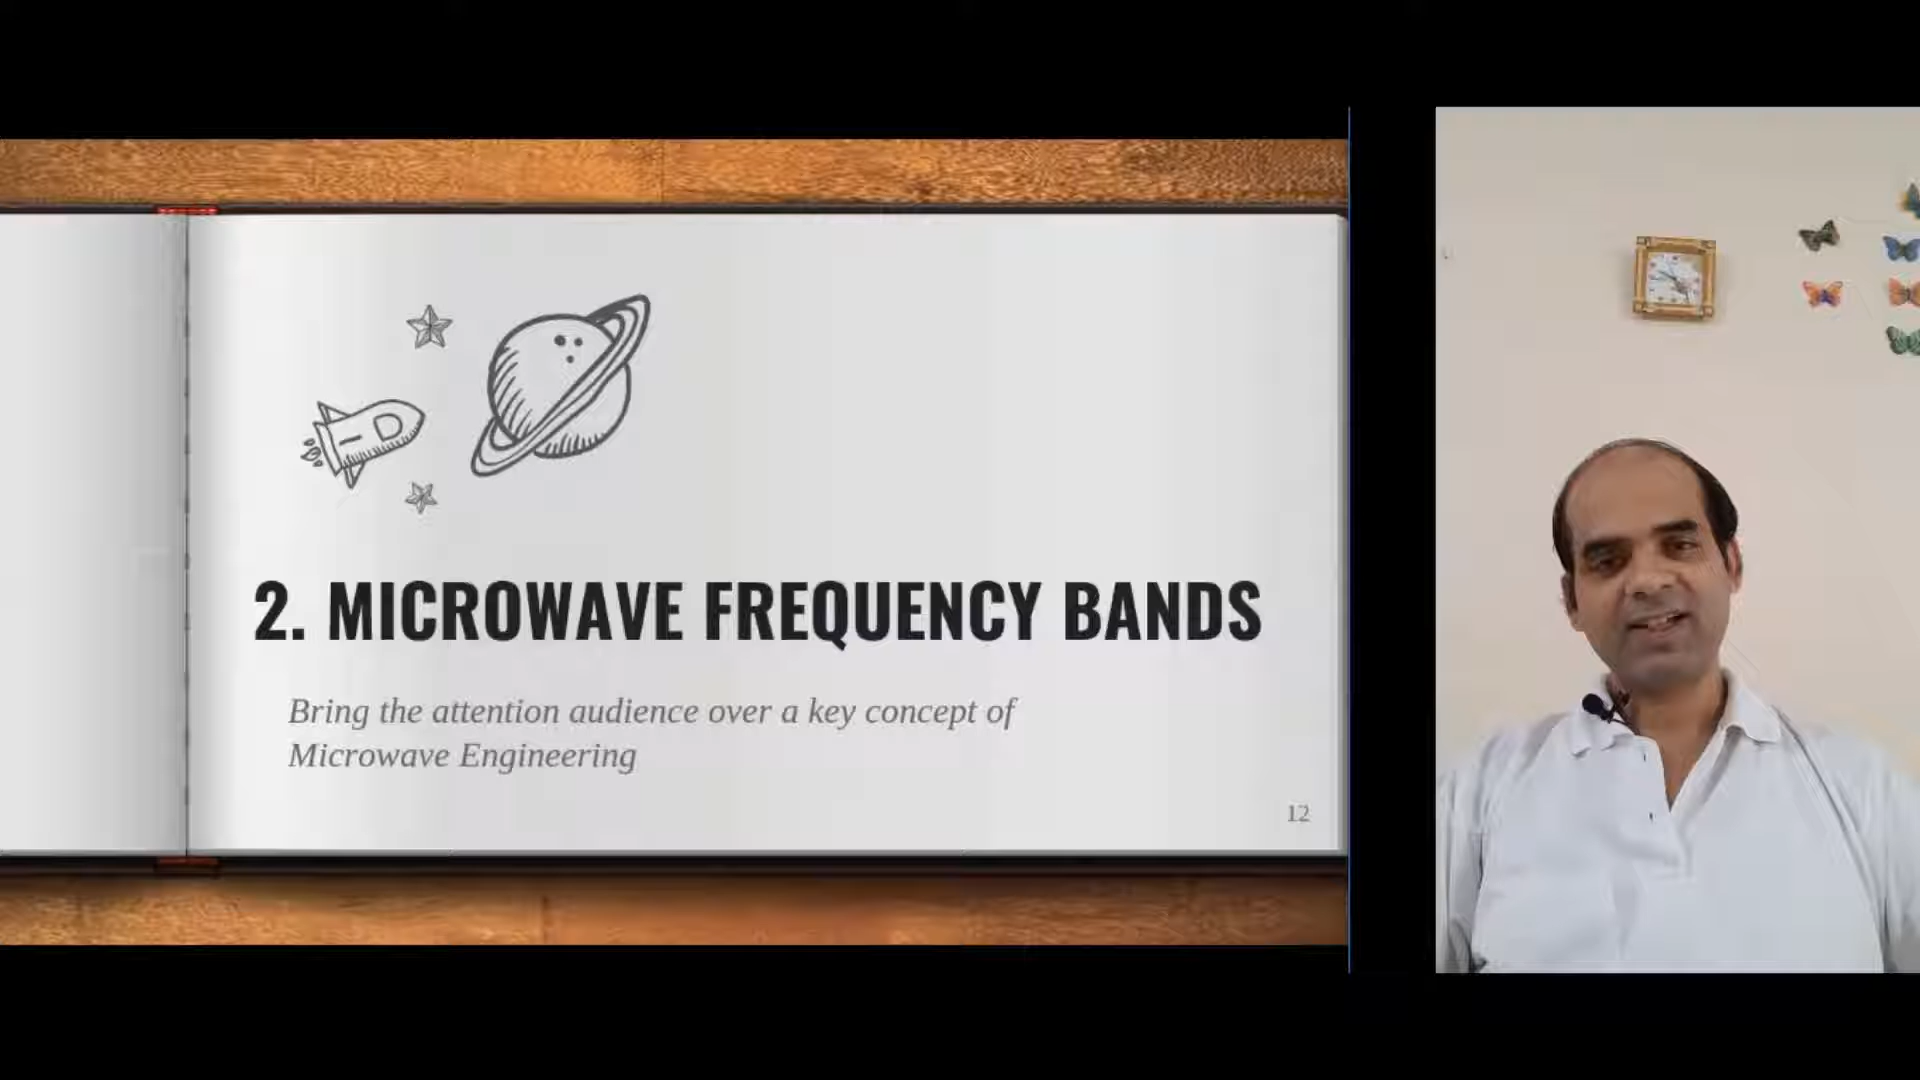 2. MICROWAVE FREQUENCY BANDS
Bring the attention audience over a key concept of
Microwave Engineering
12